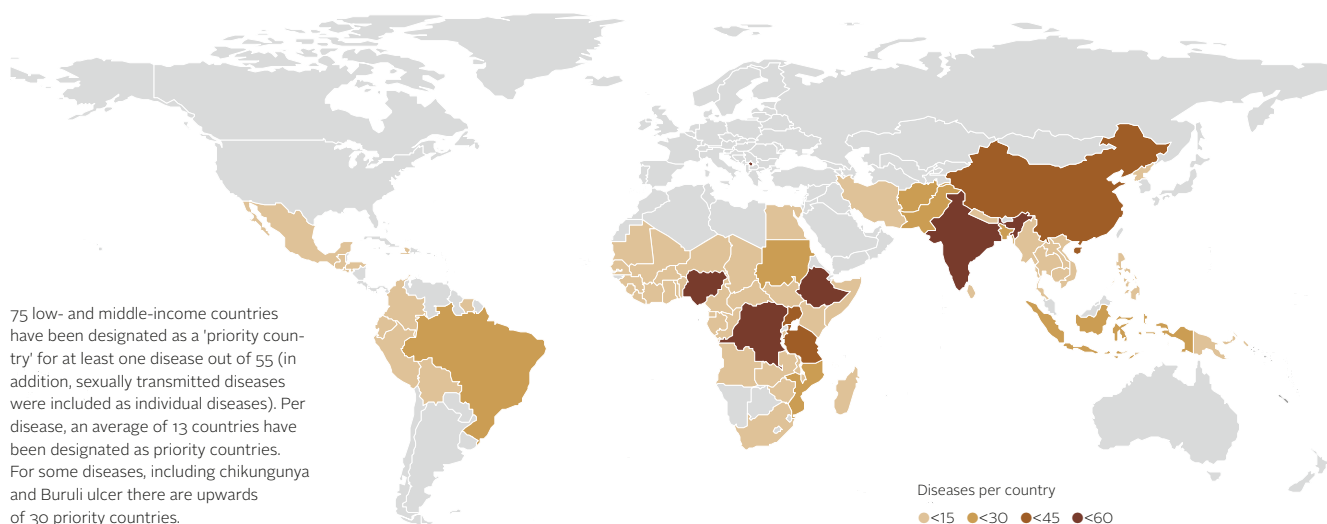 75 low- and middle-income countries
have been designated as a 'priority coun-
try' for at least one disease out of 55 (in
addition, sexually transmitted diseases
were included as individual diseases). Per
disease, an average of 13 countries have
been designated as priority countries.
For some diseases, including chikungunya
and Buruli ulcer there are upwards
of 30 priority countries.
Diseases per country
<15 <30 <45 <60